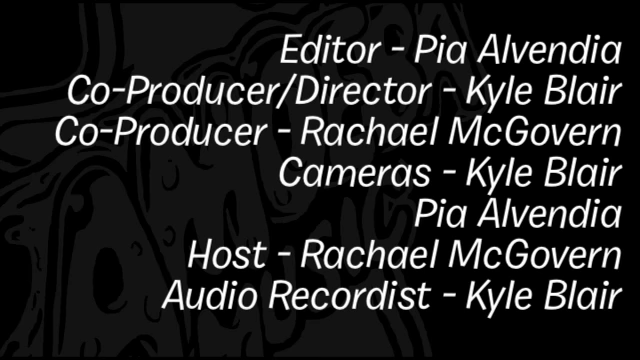 Editor - Pia Alvendia
Co-Producer/Director - Kyle Blair
Co-Producer - Rachael McGovern
Cameras - Kyle Blair
Pia Alvendia
Host - Rachael McGovern
Audio Recordist - Kyle Blair